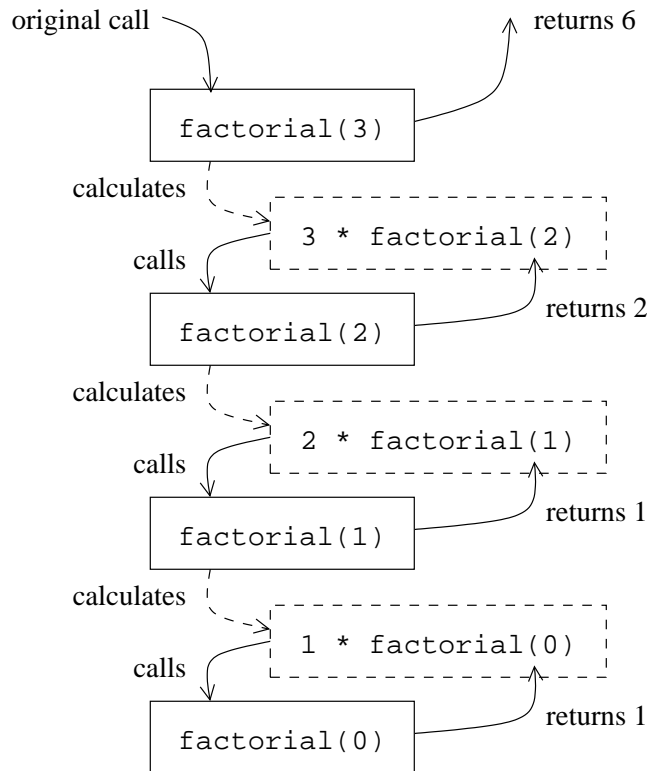 original call
returns 6
factorial(3)
calculates
3 * factorial(2)
calls
returns 2
factorial(2)
calculates
2 * factorial(1)
calls
returns 1
factorial(1)
calculates
1 * factorial(0)
calls
returns 1
factorial(0)